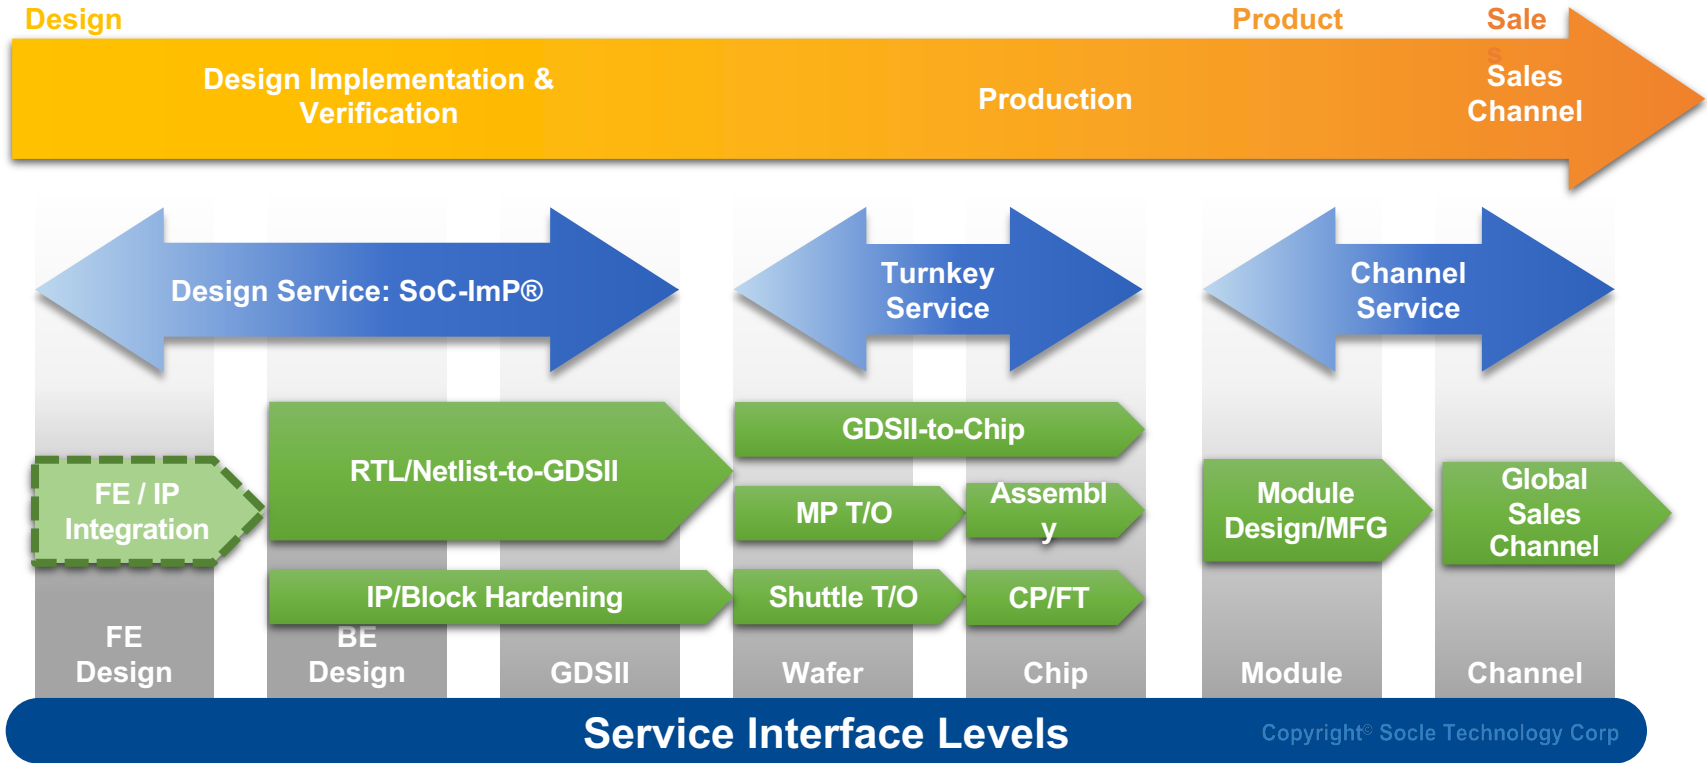 Design
Product
Sale
s
Design Implementation &
Verification
Production
Sales
Channel
Design Service: SoC-ImP®
Turnkey
Service
Channel
Service
FE / IP
Integration
RTL/Netlist-to-GDSII
IP/Block Hardening
GDSII-to-Chip
MP T/O
Assembl
y
Shuttle T/O
CP/FT
Module
Design/MFG
Global
Sales
Channel
FE
Design
BE
Design
GDSII
Wafer
Chip
Module
Channel
Service Interface Levels
Copyright© Socle Technology Corp